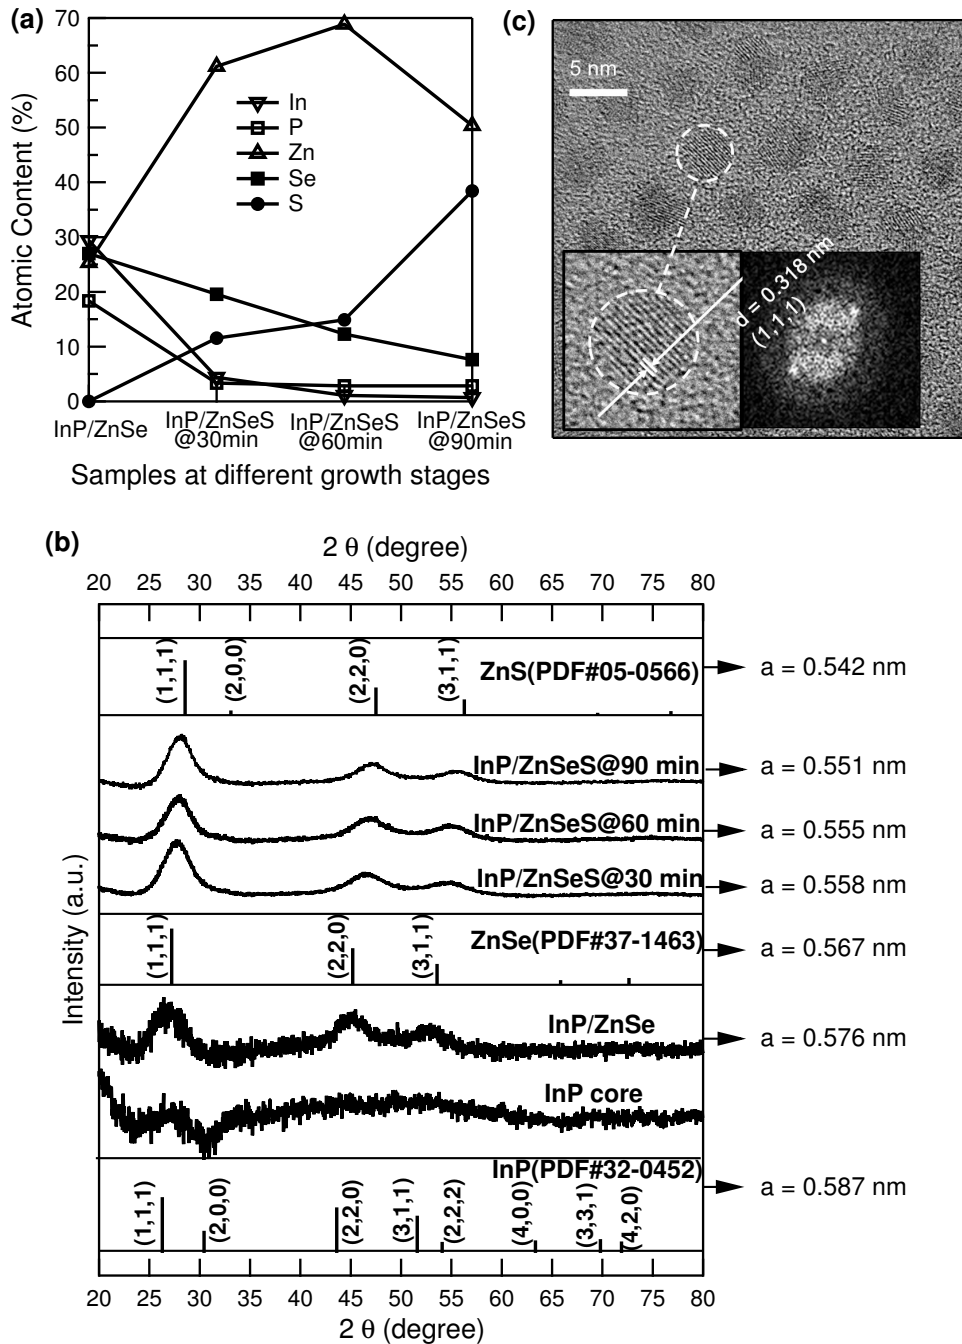 (a)
70
60
50
40
30
20
10
0
Atomic Content (%)
In
P
Zn
Se
S
InP/ZnSe
InP/ZnSeS
@30min
InP/ZnSeS
@60min
InP/ZnSeS
@90min
Samples at different growth stages
(c)
5 nm
d = 0.318 nm
(1,1,1)
(b)
2 θ (degree)
20 25 30 35 40 45 50 55 60 65 70 75 80
Intensity (a.u.)
(1,1,1)
(2,0,0)
(2,2,0)
(3,1,1)
ZnS(PDF#05-0566)
a = 0.542 nm
InP/ZnSeS@90 min
a = 0.551 nm
InP/ZnSeS@60 min
a = 0.555 nm
InP/ZnSeS@30 min
a = 0.558 nm
(1,1,1)
(2,2,0)
(3,1,1)
ZnSe(PDF#37-1463)
a = 0.567 nm
InP/ZnSe
a = 0.576 nm
InP core
InP(PDF#32-0452)
a = 0.587 nm
(1,1,1)
(2,0,0)
(2,2,0)
(3,1,1)
(2,2,2)
(4,0,0)
(3,3,1)
(4,2,0)
20 25 30 35 40 45 50 55 60 65 70 75 80
2 θ (degree)